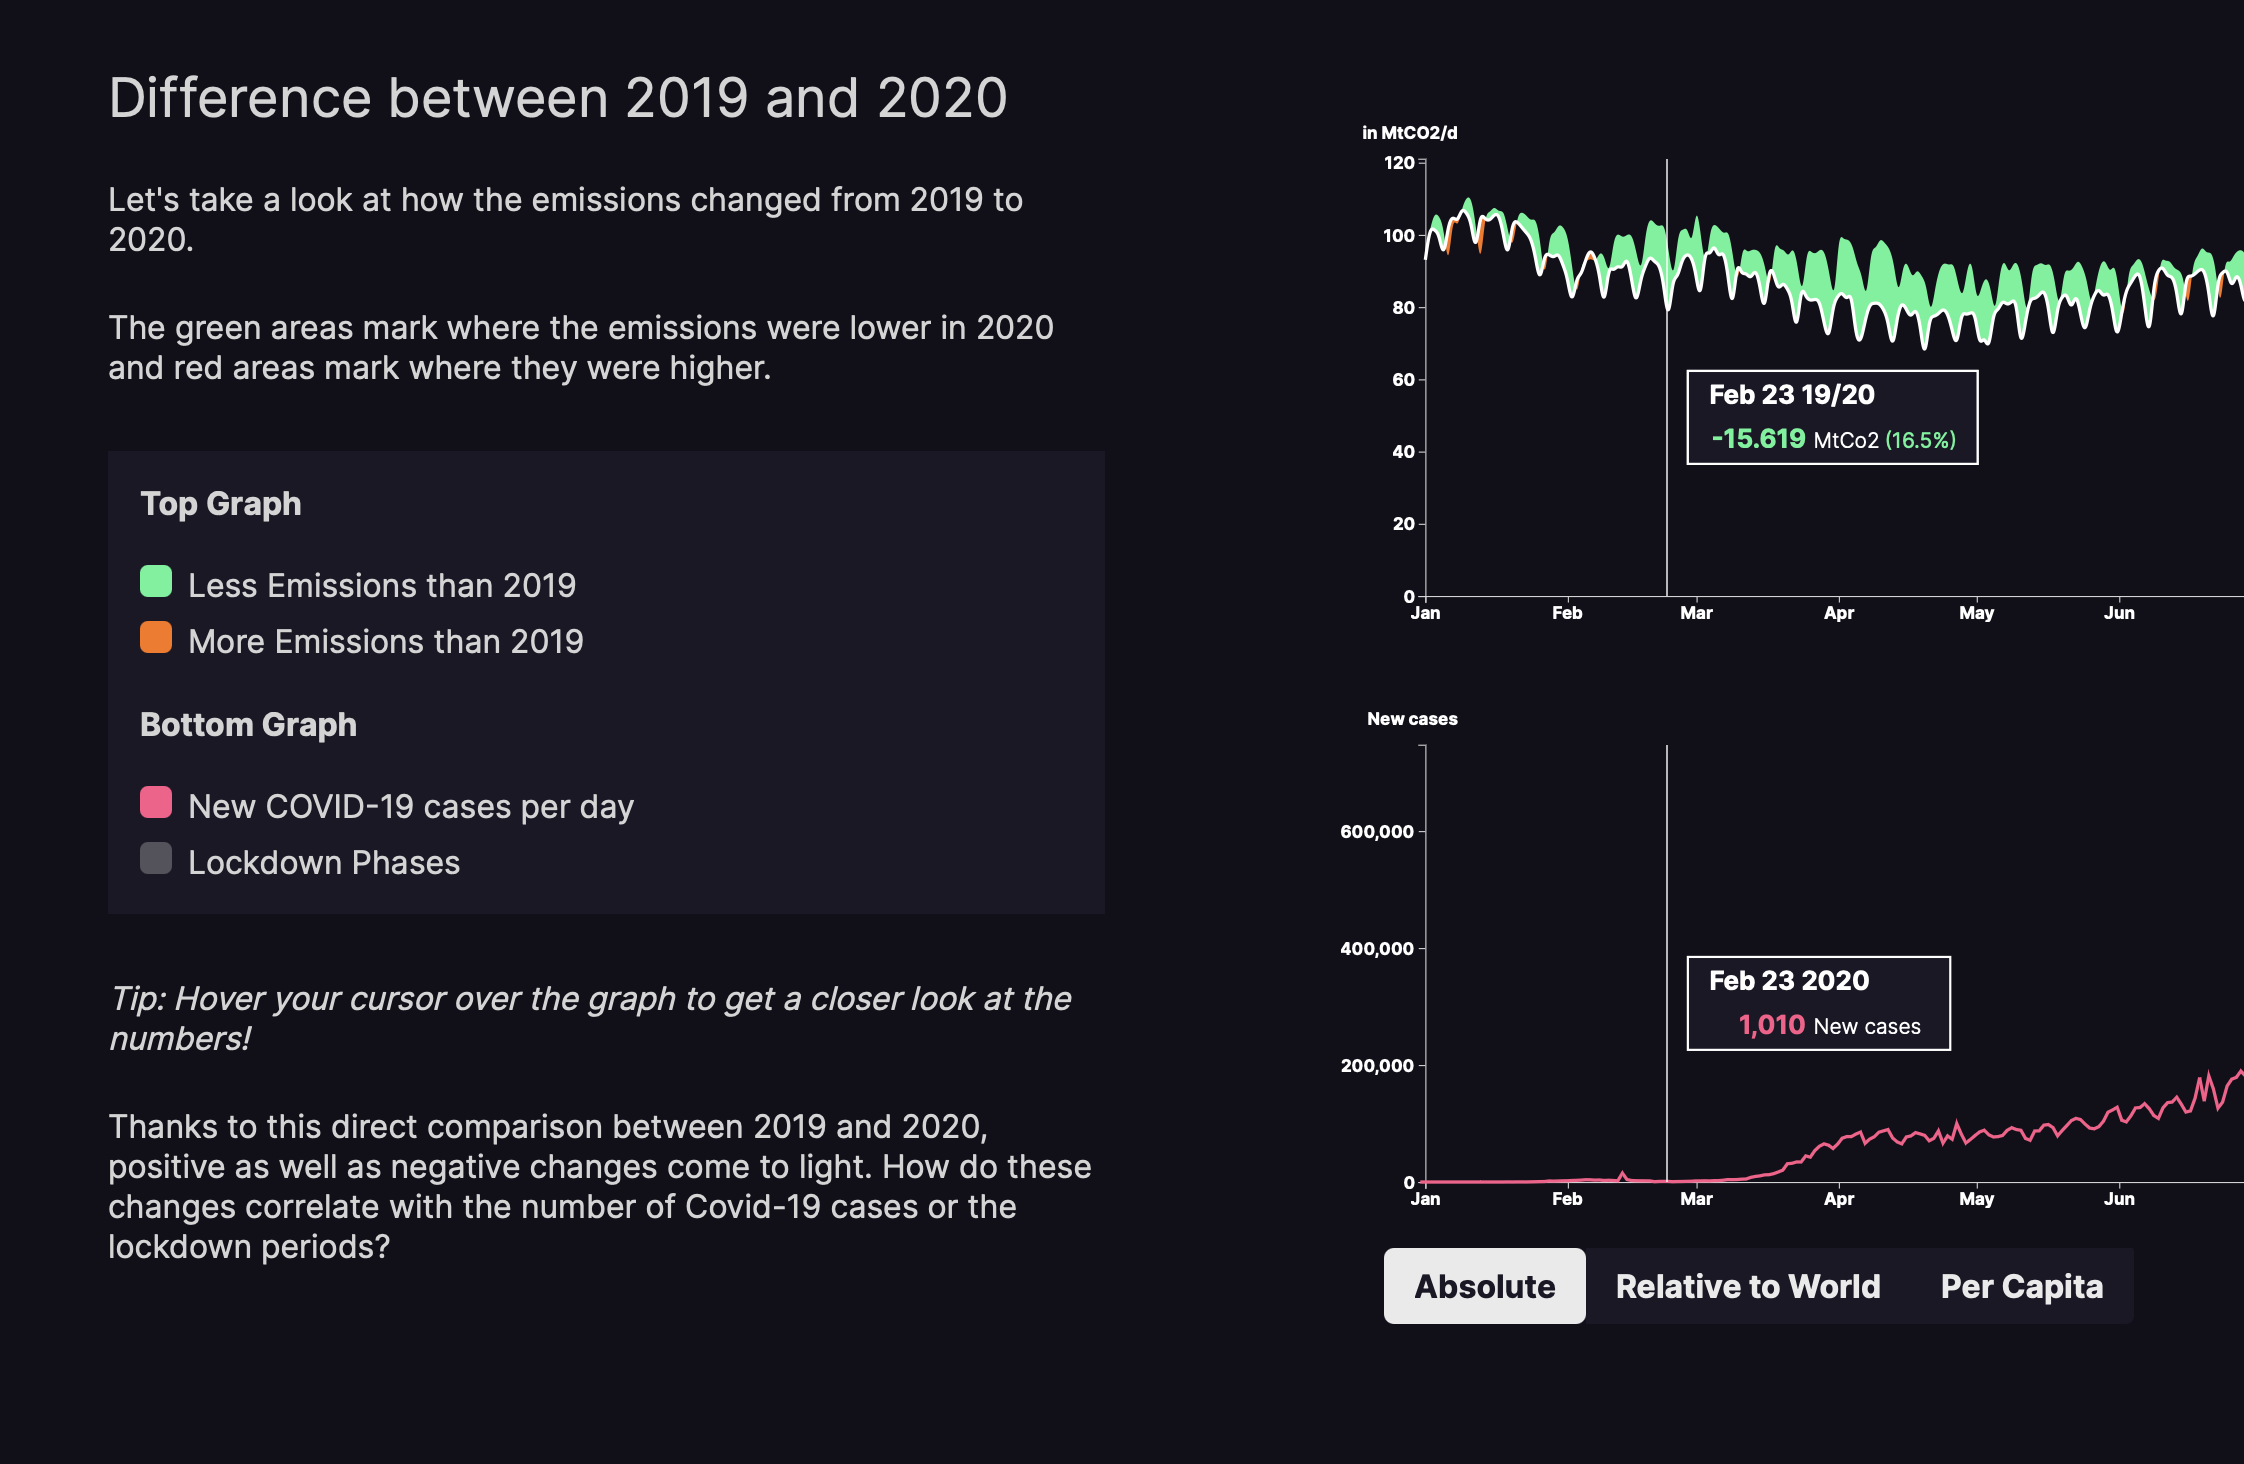 Difference between 2019 and 2020
Let's take a look at how the emissions changed from 2019 to
2020.
The green areas mark where the emissions were lower in 2020
and red areas mark where they were higher.
Top Graph
Less Emissions than 2019
More Emissions than 2019
Bottom Graph
New COVID-19 cases per day
Lockdown Phases
Tip: Hover your cursor over the graph to get a closer look at the
numbers!
Thanks to this direct comparison between 2019 and 2020,
positive as well as negative changes come to light. How do these
changes correlate with the number of Covid-19 cases or the
lockdown periods?
in MtCO2/d
120
100
80
60
40
20
0
Jan Feb Mar Apr May Jun
Feb 23 19/20
-15.619 MtCo2 (16.5%)
New cases
600,000
400,000
200,000
0
Jan Feb Mar Apr May Jun
Feb 23 2020
1,010 New cases
Absolute Relative to World Per Capita